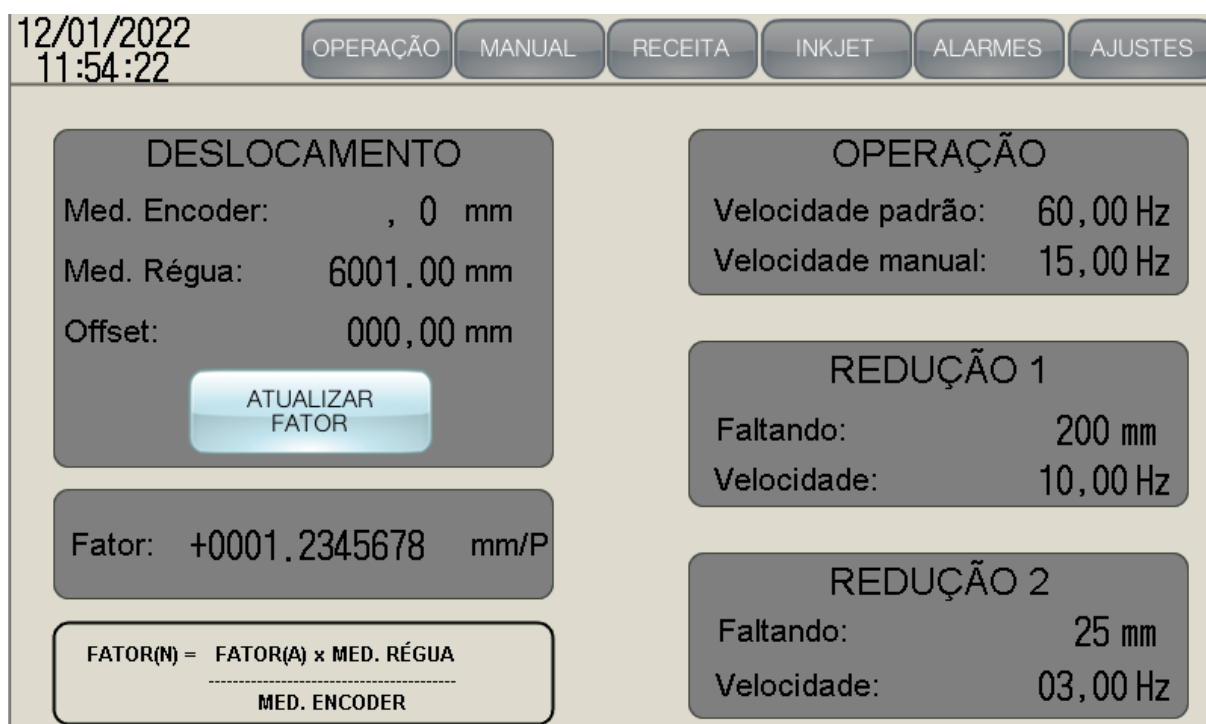 12/01/2022
11:54:22
OPERAÇÃO MANUAL RECEITA INKJET ALARMES AJUSTES
DESLOCAMENTO
Med. Encoder: , 0 mm
Med. Régua: 6001.00 mm
Offset: 000,00 mm
ATUALIZAR
FATOR
Fator: +0001.2345678 mm/P
FATOR(N) = FATOR(A) x MED. RÉGUA
----------------------------------------
MED. ENCODER
OPERAÇÃO
Velocidade padrão: 60,00 Hz
Velocidade manual: 15,00 Hz
REDUÇÃO 1
Faltando: 200 mm
Velocidade: 10,00 Hz
REDUÇÃO 2
Faltando: 25 mm
Velocidade: 03,00 Hz